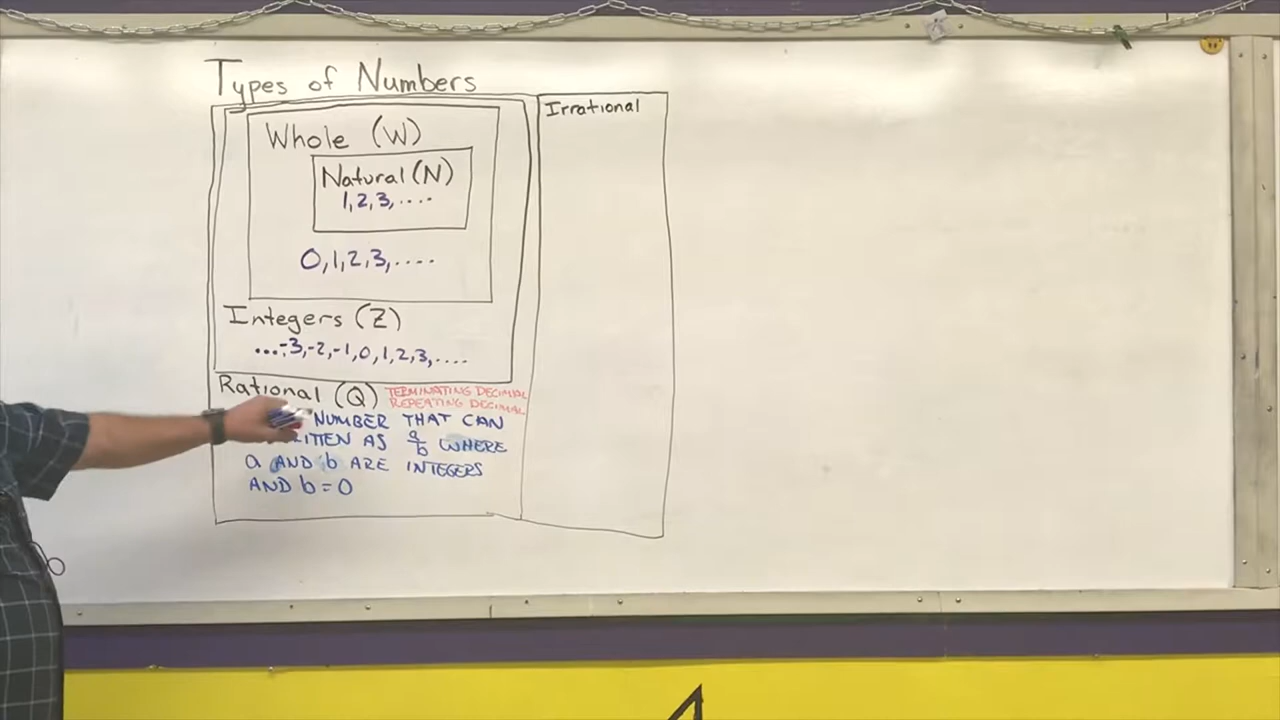 Types of Numbers
Whole (W)
Natural (N)
1,2,3,....
0,1,2,3,....
Integers (Z)
...-3,-2,-1,0,1,2,3,....
Rational (Q)
TERMINATING DECIMAL
REPEATING DECIMAL
NUMBER THAT CAN
AS a/b WHERE
a AND b ARE INTEGERS
AND b = 0
Irrational